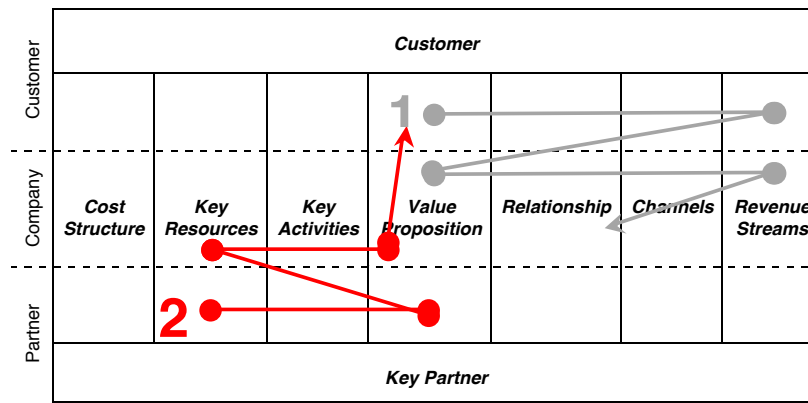 Customer
Customer
1
Company
Cost Structure
Key Resources
Key Activities
Value Proposition
Relationship
Channels
Revenue Streams
2
Partner
Key Partner